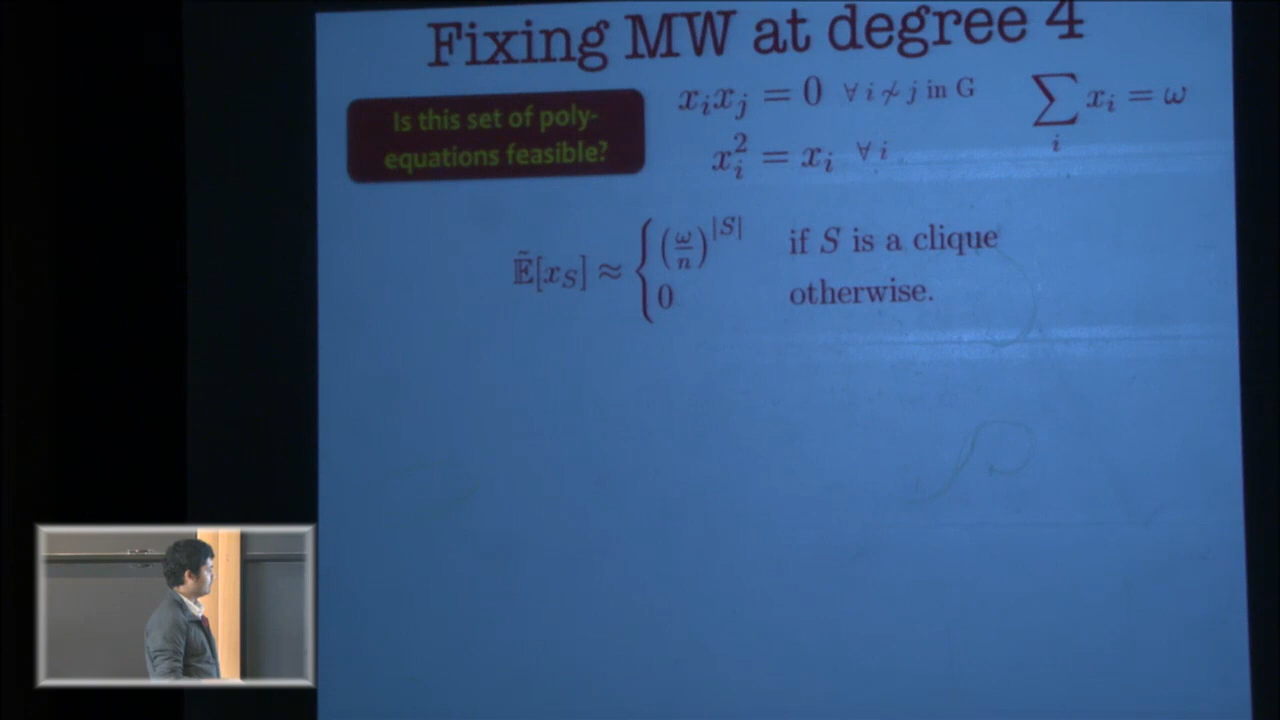 Fixing MW at degree 4
Is this set of poly-
equations feasible?
x_i x_j = 0 ∀ i ≁ j in G
∑_i x_i = ω
x_i^2 = x_i ∀ i
Ẽ[x_S] ≈ { (ω/n)^{|S|} if S is a clique
0 otherwise.